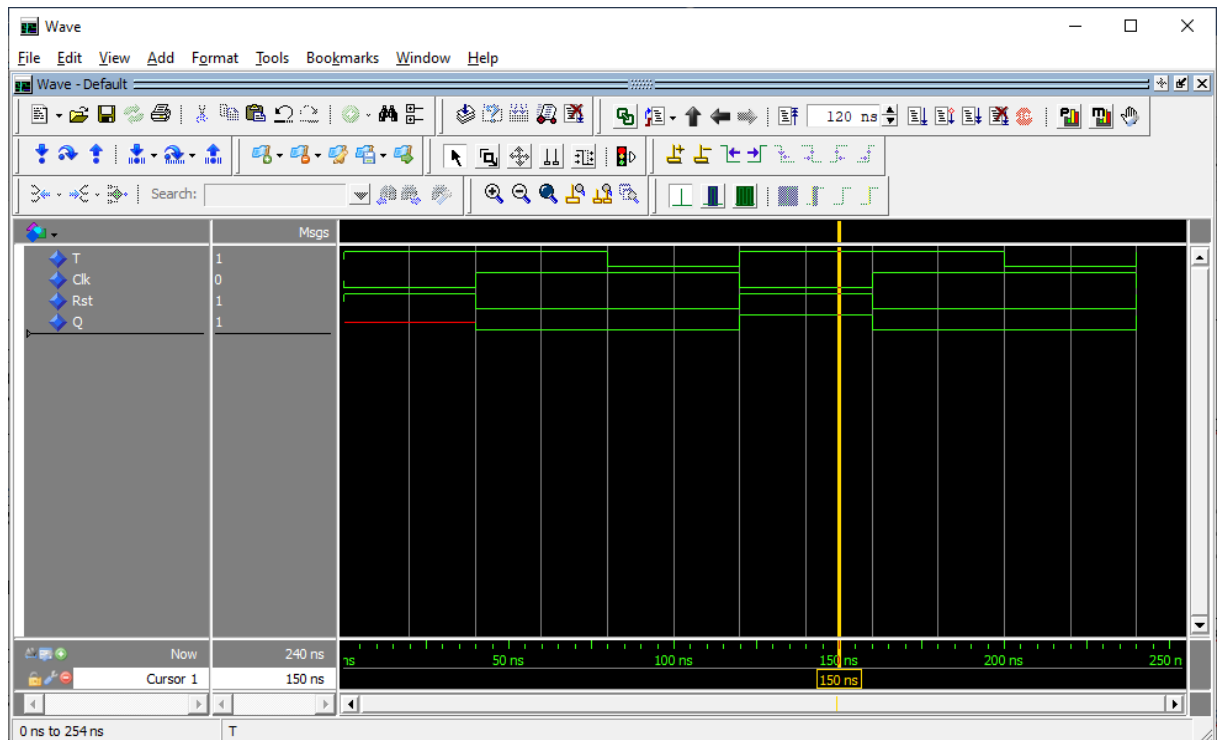 Wave
File Edit View Add Format Tools Bookmarks Window Help
Wave - Default
120 ns
Search:
Msgs
T 1
Clk 0
Rst 1
Q 1
Now 240 ns
Cursor 1 150 ns
ns 50 ns 100 ns 150 ns 200 ns 250 n
150 ns
0 ns to 254 ns T